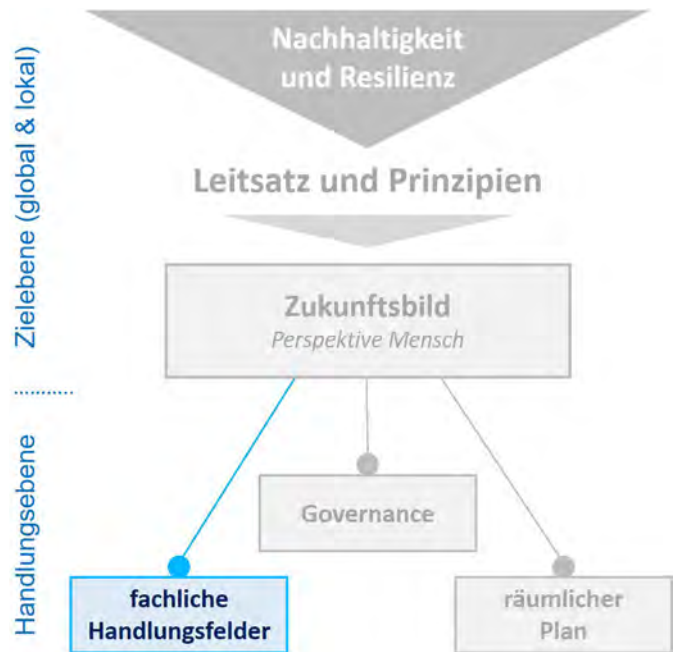 Zielebene (global & lokal)
Nachhaltigkeit
und Resilienz
Leitsatz und Prinzipien
Zukunftsbild
Perspektive Mensch
Handlungsebene
Governance
fachliche
Handlungsfelder
räumlicher
Plan